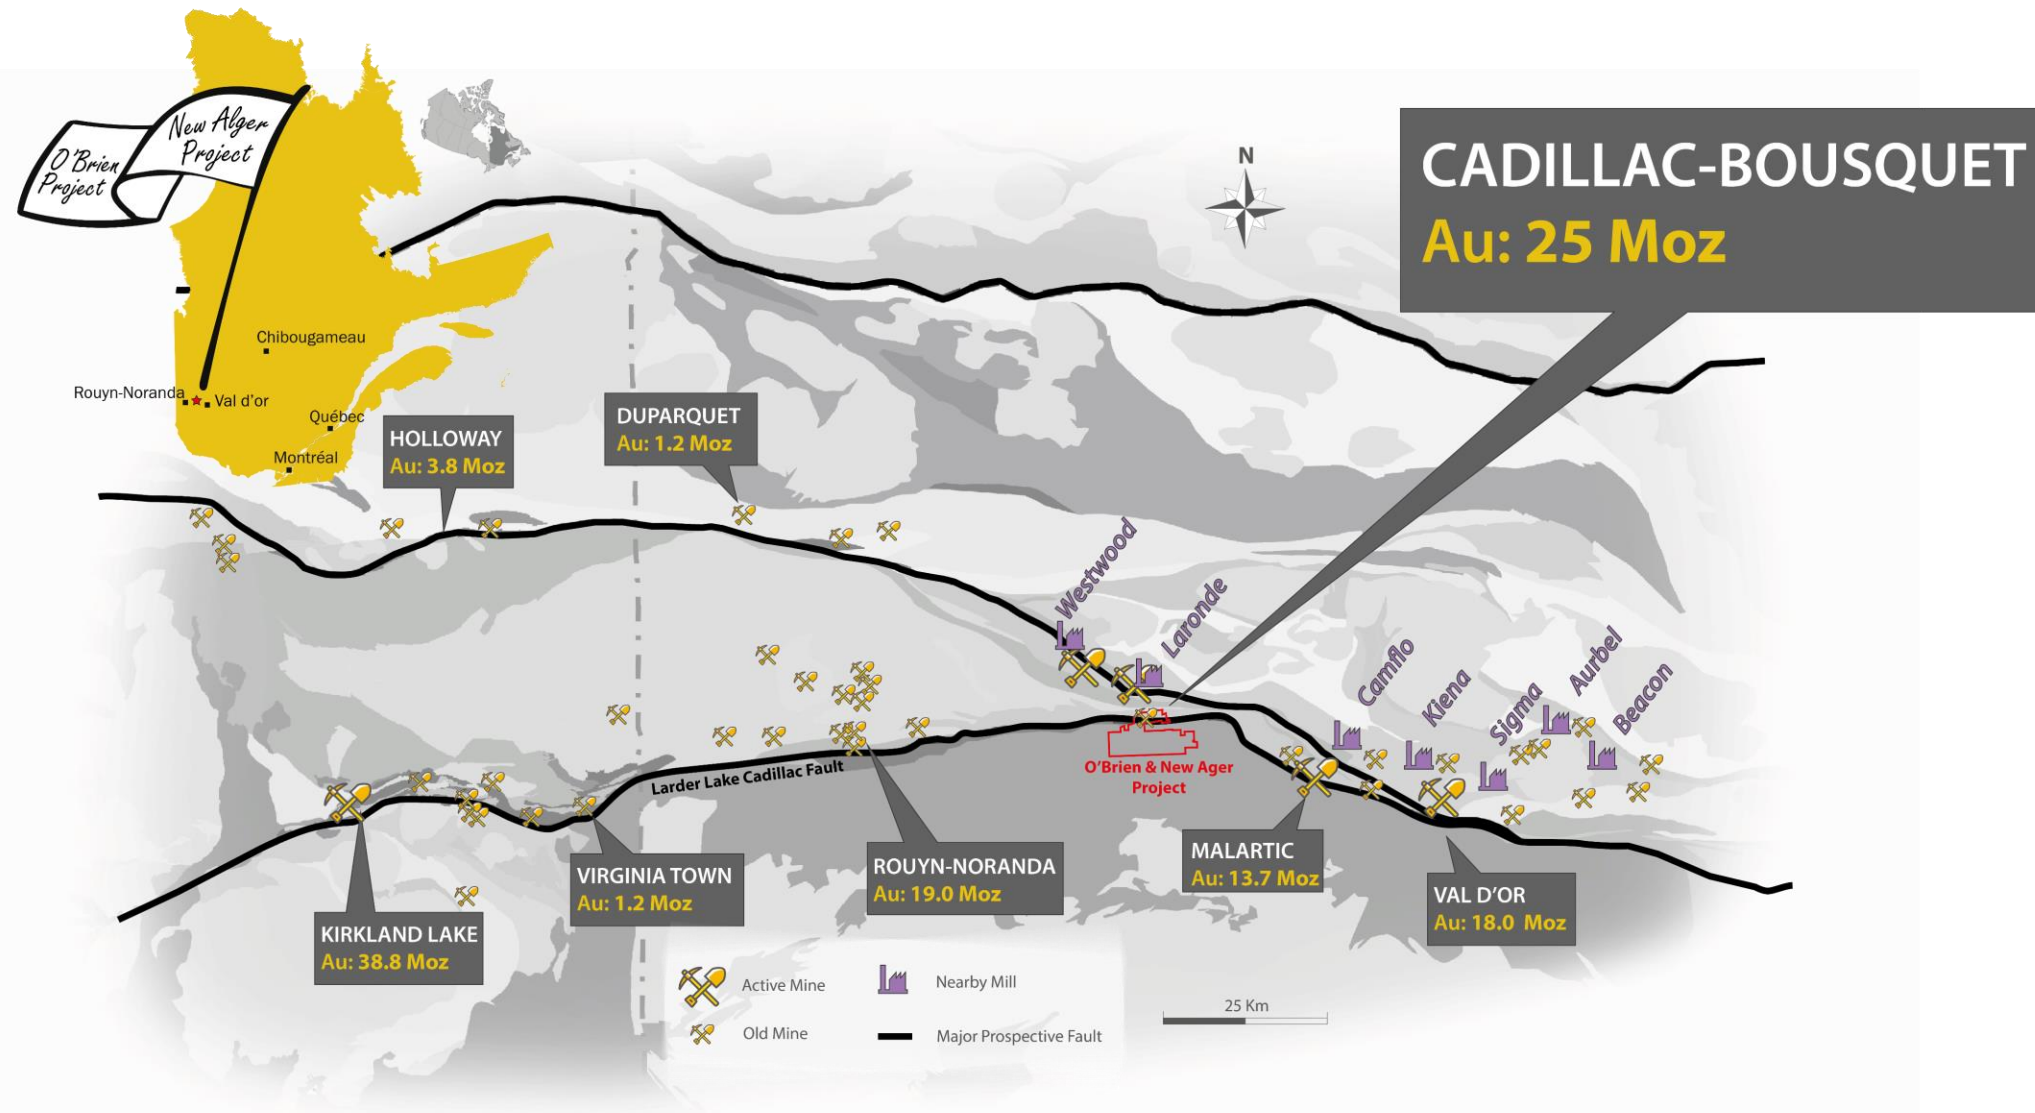 New Alger
Project
O'Brien
Project
N
CADILLAC-BOUSQUET
Au: 25 Moz
Chibougameau
Rouyn-Noranda
Val d'or
Québec
Montréal
HOLLOWAY
Au: 3.8 Moz
DUPARQUET
Au: 1.2 Moz
Westwood
Laronde
Camflo
Kiena
Sigma
Aurbel
Beacon
Larder Lake Cadillac Fault
O'Brien & New Ager
Project
KIRKLAND LAKE
Au: 38.8 Moz
VIRGINIA TOWN
Au: 1.2 Moz
ROUYN-NORANDA
Au: 19.0 Moz
MALARTIC
Au: 13.7 Moz
VAL D'OR
Au: 18.0 Moz
Active Mine
Nearby Mill
Old Mine
Major Prospective Fault
25 Km